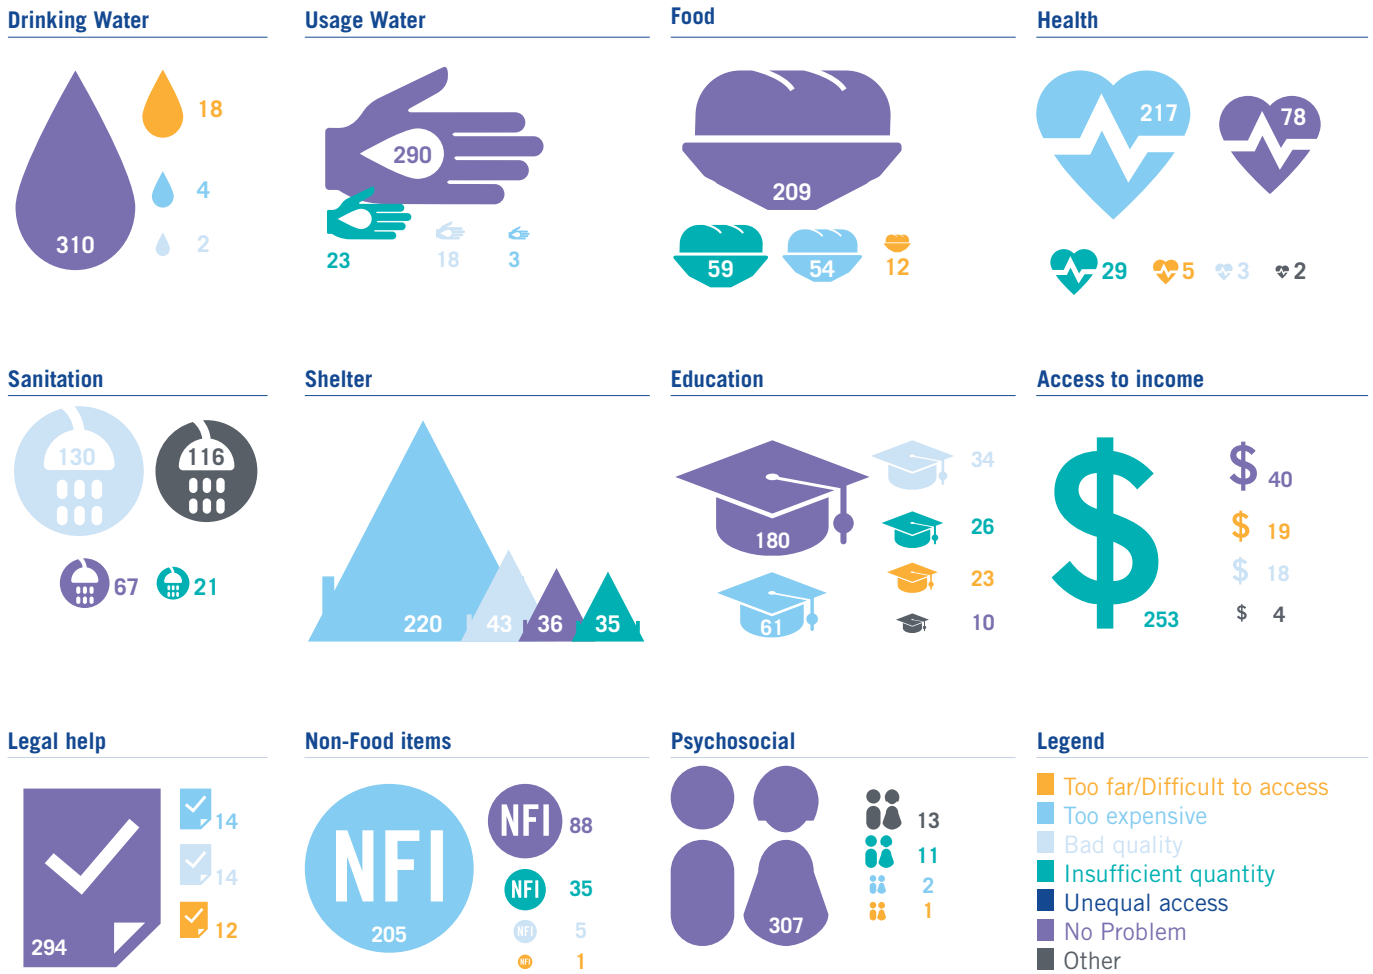 Drinking Water
310
18
4
2
Usage Water
290
23
18
3
Food
209
59
54
12
Health
217
78
29
5
3
2
Sanitation
130
116
67
21
Shelter
220
43
36
35
Education
180
61
34
26
23
10
Access to income
$
253
$ 40
$ 19
$ 18
$ 4
Legal help
294
14
14
12
Non-Food items
NFI
205
NFI 88
NFI 35
NFI 5
NFI 1
Psychosocial
307
13
11
2
1
Legend
Too far/Difficult to access
Too expensive
Bad quality
Insufficient quantity
Unequal access
No Problem
Other